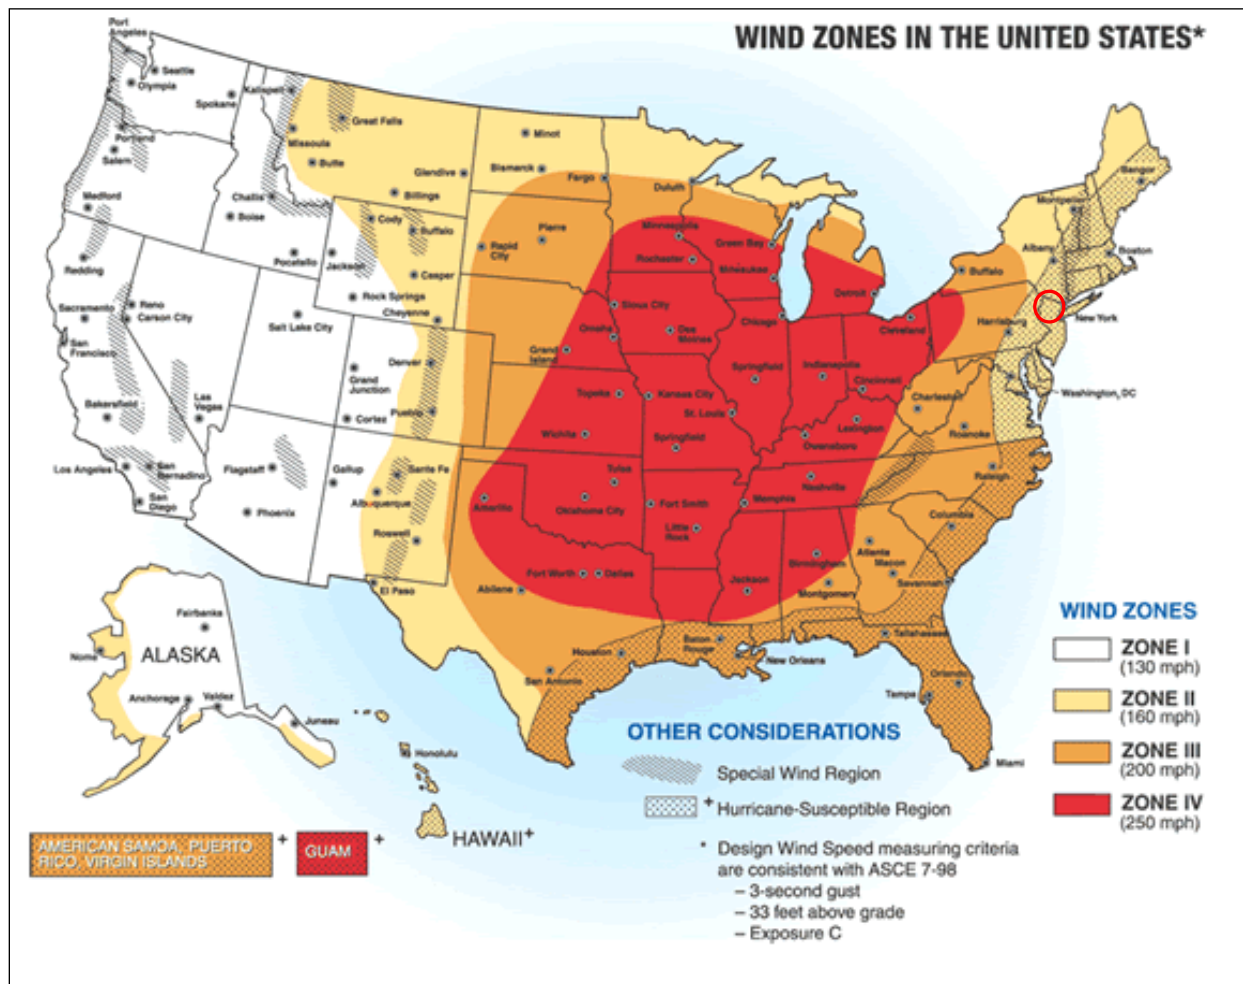 WIND ZONES IN THE UNITED STATES*
Port
Angeles
Seattle
Olympia
Spokane
Kalispell
Great Falls
Portland
Salem
Missoula
Butte
Glendive
Minot
Bismarck
Fargo
Duluth
Medford
Challis
Boise
Billings
Cody
Buffalo
Pierre
Rapid
City
Minneapolis
Rochester
Green Bay
Milwaukee
Bangor
Montpelier
Albany
Boston
Buffalo
Redding
Pocatello
Jackson
Casper
Rock Springs
Cheyenne
Sioux City
Detroit
Sacramento
Reno
Carson City
Salt Lake City
San
Francisco
Omaha
Des
Moines
Chicago
Cleveland
Harrisburg
New York
Grand
Island
Denver
Grand
Junction
Springfield
Indianapolis
Cincinnati
Washington, DC
Bakersfield
Las
Vegas
Cortez
Pueblo
Topeka
Kansas City
St. Louis
Charleston
Lexington
Roanoke
Wichita
Springfield
Owensboro
Los Angeles
San
Bernadino
Flagstaff
Gallup
Sante Fe
Tulsa
Nashville
Raleigh
San
Diego
Phoenix
Albuquerque
Amarillo
Oklahoma City
Fort Smith
Memphis
Columbia
Roswell
Little
Rock
Atlanta
Macon
Birmingham
El Paso
Abilene
Fort Worth
Dallas
Jackson
Montgomery
Savannah
Fairbanks
Nome
ALASKA
Anchorage
Valdez
Juneau
Houston
San Antonio
Baton
Rouge
New Orleans
Tallahassee
Orlando
Tampa
Miami
Honolulu
HAWAII+
AMERICAN SAMOA, PUERTO
RICO, VIRGIN ISLANDS
+
GUAM
+
OTHER CONSIDERATIONS
Special Wind Region
+ Hurricane-Susceptible Region
* Design Wind Speed measuring criteria
are consistent with ASCE 7-98
– 3-second gust
– 33 feet above grade
– Exposure C
WIND ZONES
ZONE I
(130 mph)
ZONE II
(160 mph)
ZONE III
(200 mph)
ZONE IV
(250 mph)